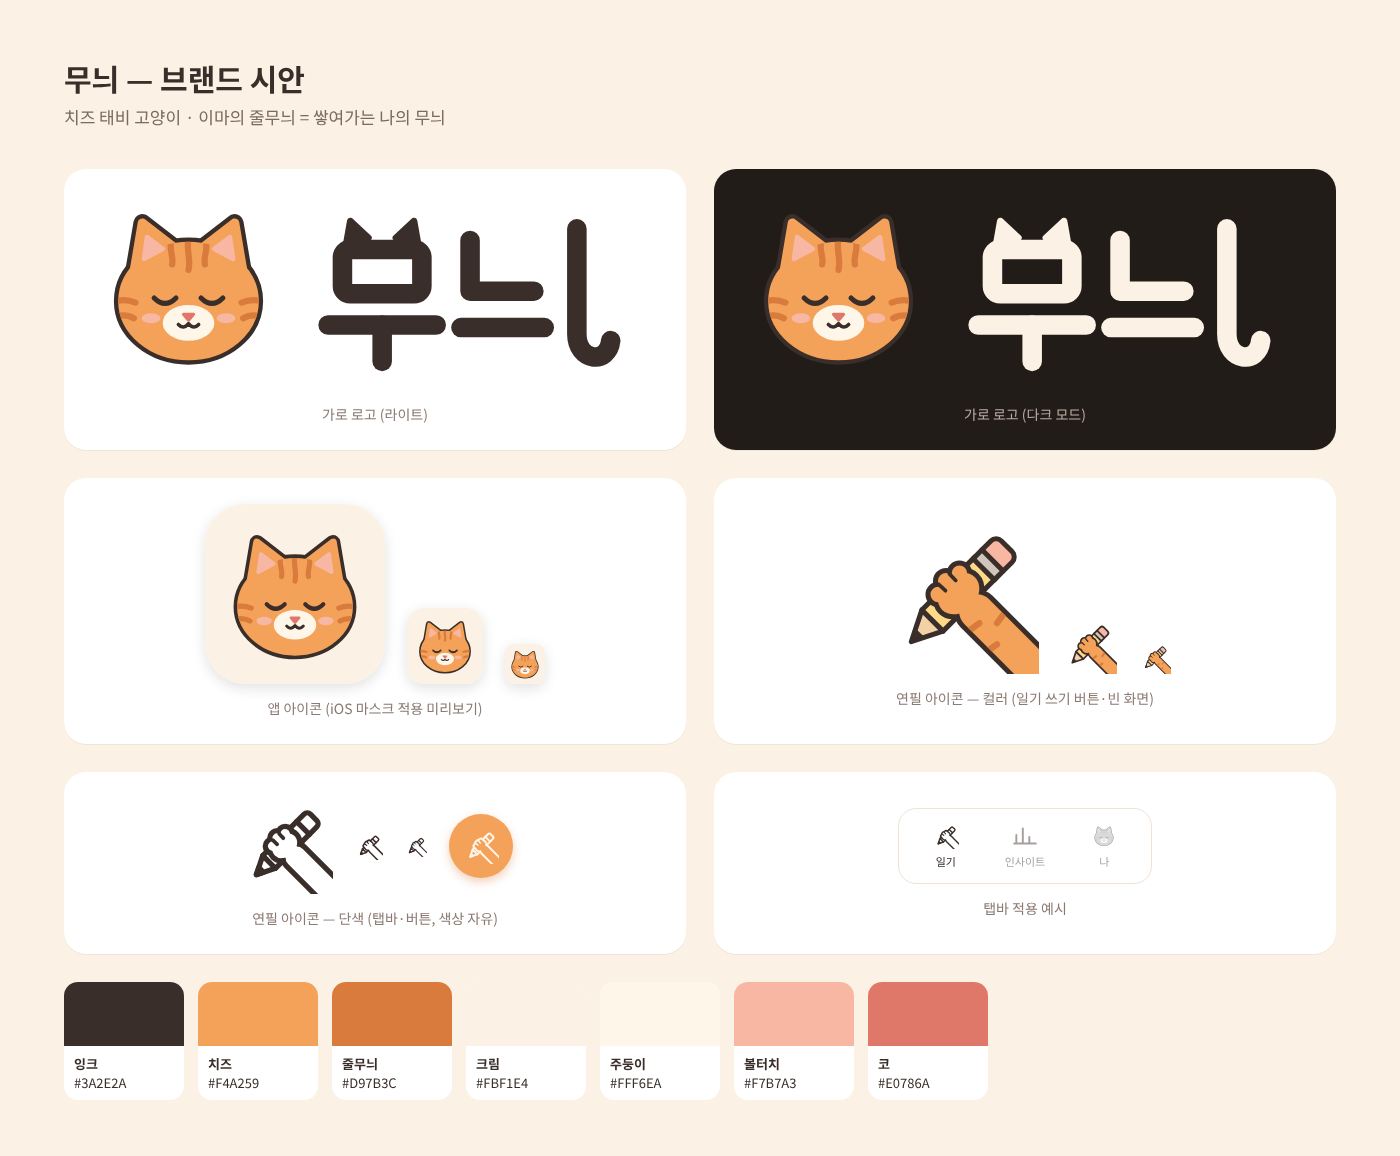 무늬 — 브랜드 시안
치즈 태비 고양이 · 이마의 줄무늬 = 쌓여가는 나의 무늬
무늬
가로 로고 (라이트)
무늬
가로 로고 (다크 모드)
앱 아이콘 (iOS 마스크 적용 미리보기)
연필 아이콘 — 컬러 (일기 쓰기 버튼·빈 화면)
연필 아이콘 — 단색 (탭바·버튼, 색상 자유)
일기
인사이트
나
탭바 적용 예시
잉크
#3A2E2A
치즈
#F4A259
줄무늬
#D97B3C
크림
#FBF1E4
주둥이
#FFF6EA
볼터치
#F7B7A3
코
#E0786A